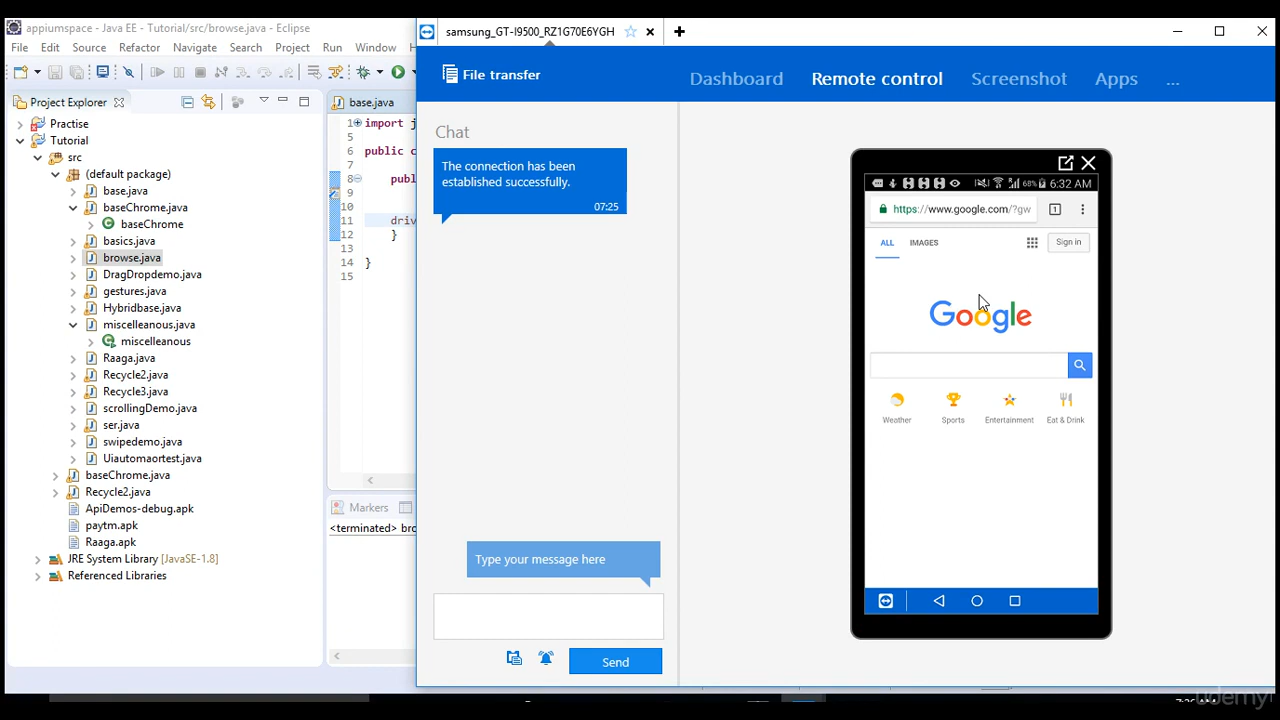 appiumspace - Java EE - Tutorial/src/browse.java - Eclipse
File Edit Source Refactor Navigate Search Project Run Window
Project Explorer
Practise
Tutorial
src
(default package)
base.java
baseChrome.java
baseChrome
basics.java
browse.java
DragDropdemo.java
gestures.java
Hybridbase.java
miscelleanous.java
miscelleanous
Raaga.java
Recycle2.java
Recycle3.java
scrollingDemo.java
ser.java
swipedemo.java
Uiautomaortest.java
baseChrome.java
Recycle2.java
ApiDemos-debug.apk
paytm.apk
Raaga.apk
JRE System Library [JavaSE-1.8]
Referenced Libraries
base.java
1 import j
5
6 public c
7
8 publ
9
10
11 driv
12 }
13
14 }
15
Markers
<terminated> bro
samsung_GT-I9500_RZ1G70E6YGH
File transfer
Dashboard Remote control Screenshot Apps ...
Chat
The connection has been
established successfully.
07:25
Type your message here
Send
68% 6:32 AM
https://www.google.com/?gw
1
ALL IMAGES
Sign in
Google
Weather Sports Entertainment Eat & Drink
udemy